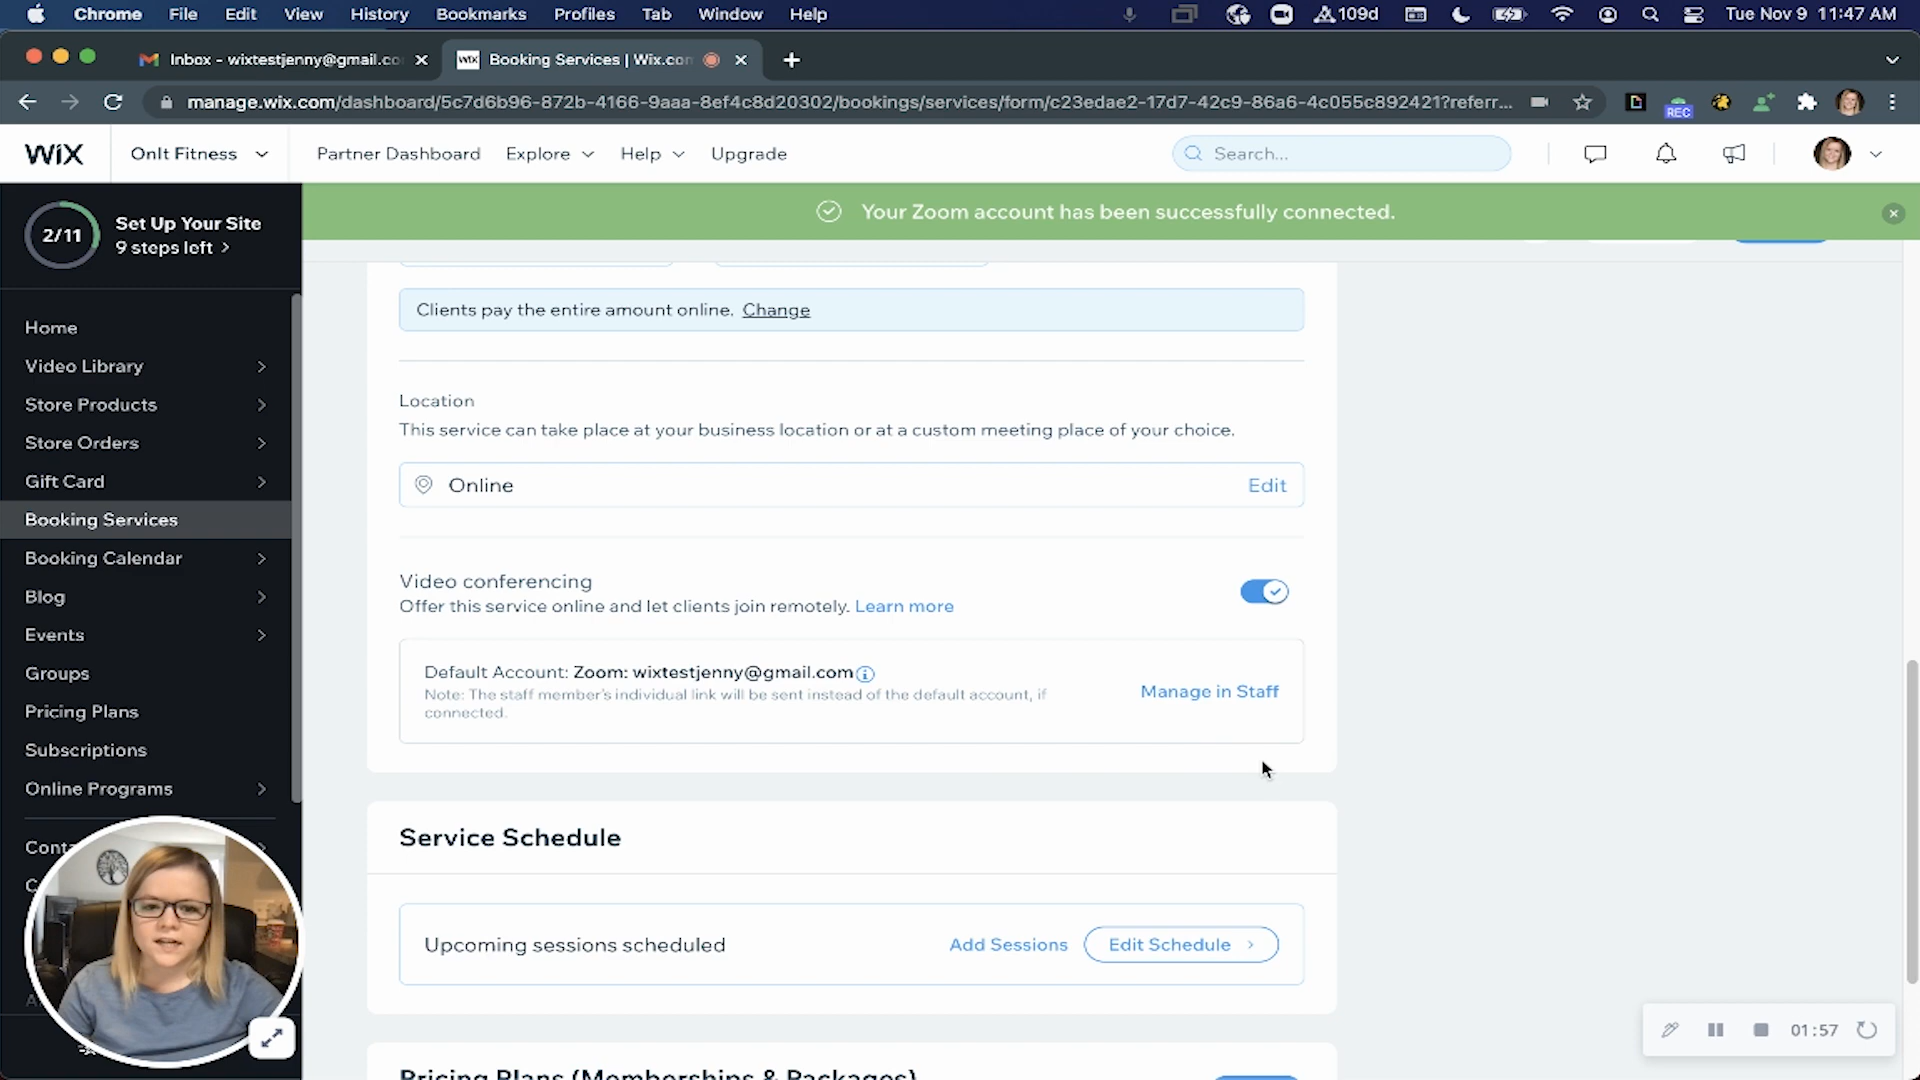 Chrome File Edit View History Bookmarks Profiles Tab Window Help 109d Tue Nov 9 11:47 AM
Inbox - wixtestjenny@gmail.co
WIX Booking Services | Wix.com
manage.wix.com/dashboard/5c7d6b96-872b-4166-9aaa-8ef4c8d20302/bookings/services/form/c23edae2-17d7-42c9-86a6-4c055c892421?referr...
REC
WiX OnIt Fitness Partner Dashboard Explore Help Upgrade Search...
2/11 Set Up Your Site
9 steps left >
Your Zoom account has been successfully connected.
Home
Video Library
Store Products
Store Orders
Gift Card
Booking Services
Booking Calendar
Blog
Events
Groups
Pricing Plans
Subscriptions
Online Programs
Conta
Clients pay the entire amount online. Change
Location
This service can take place at your business location or at a custom meeting place of your choice.
Online Edit
Video conferencing
Offer this service online and let clients join remotely. Learn more
Default Account: Zoom: wixtestjenny@gmail.com
Note: The staff member's individual link will be sent instead of the default account, if
connected.
Manage in Staff
Service Schedule
Upcoming sessions scheduled Add Sessions Edit Schedule >
Pricing Plans (Memberships & Packages)
01:57